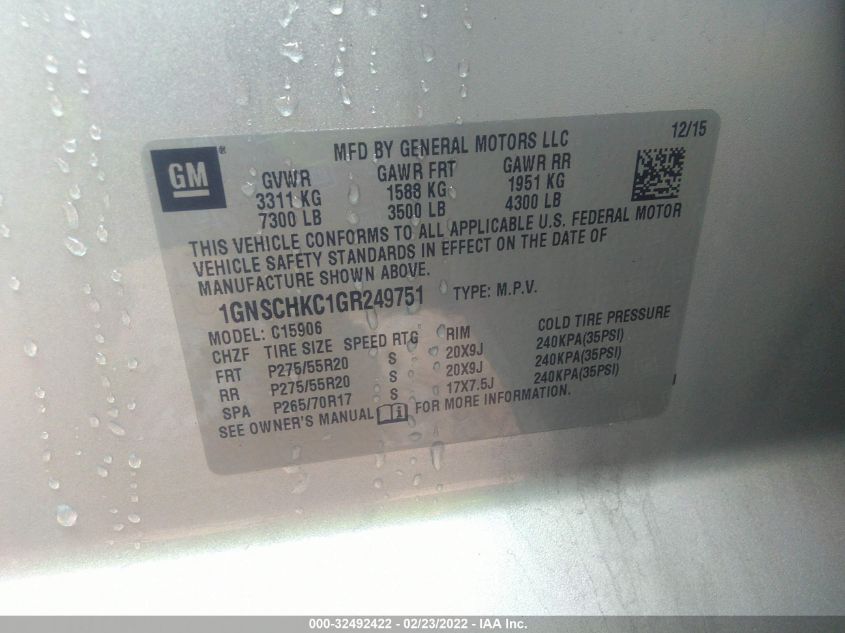 12/15
MFD BY GENERAL MOTORS LLC
GM®
GVWR GAWR FRT GAWR RR
3311 KG 1588 KG 1951 KG
7300 LB 3500 LB 4300 LB
THIS VEHICLE CONFORMS TO ALL APPLICABLE U.S. FEDERAL MOTOR
VEHICLE SAFETY STANDARDS IN EFFECT ON THE DATE OF
MANUFACTURE SHOWN ABOVE.
1GNSCHKC1GR249751 TYPE: M.P.V.
MODEL: C15906
CHZF TIRE SIZE SPEED RTG RIM COLD TIRE PRESSURE
FRT P275/55R20 S 20X9J 240KPA(35PSI)
RR P275/55R20 S 20X9J 240KPA(35PSI)
SPA P265/70R17 S 17X7.5J 240KPA(35PSI)
SEE OWNER'S MANUAL FOR MORE INFORMATION.
000-32492422 - 02/23/2022 - IAA Inc.